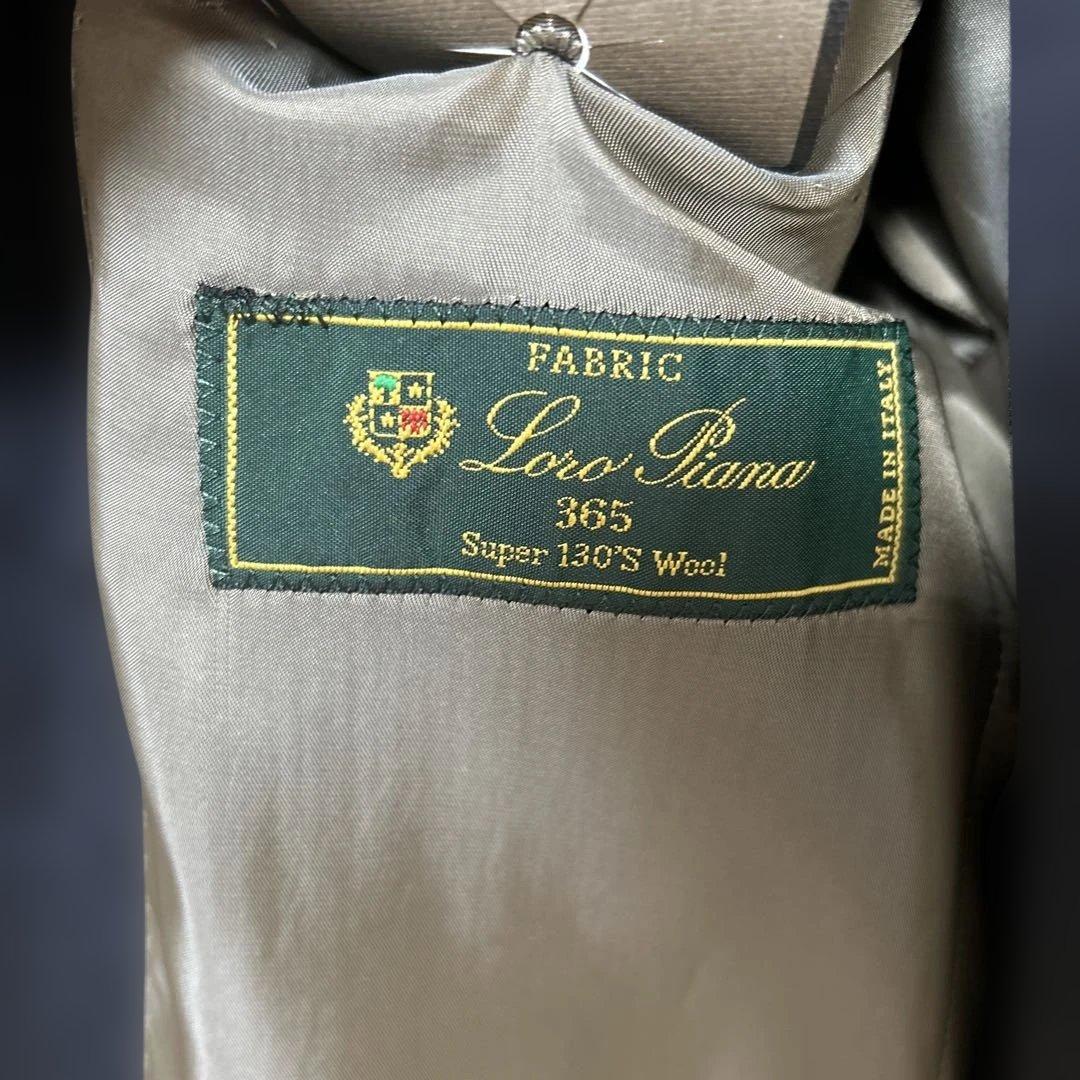 FABRIC
Loro Piana
365
Super 130'S Wool
MADE IN ITALY